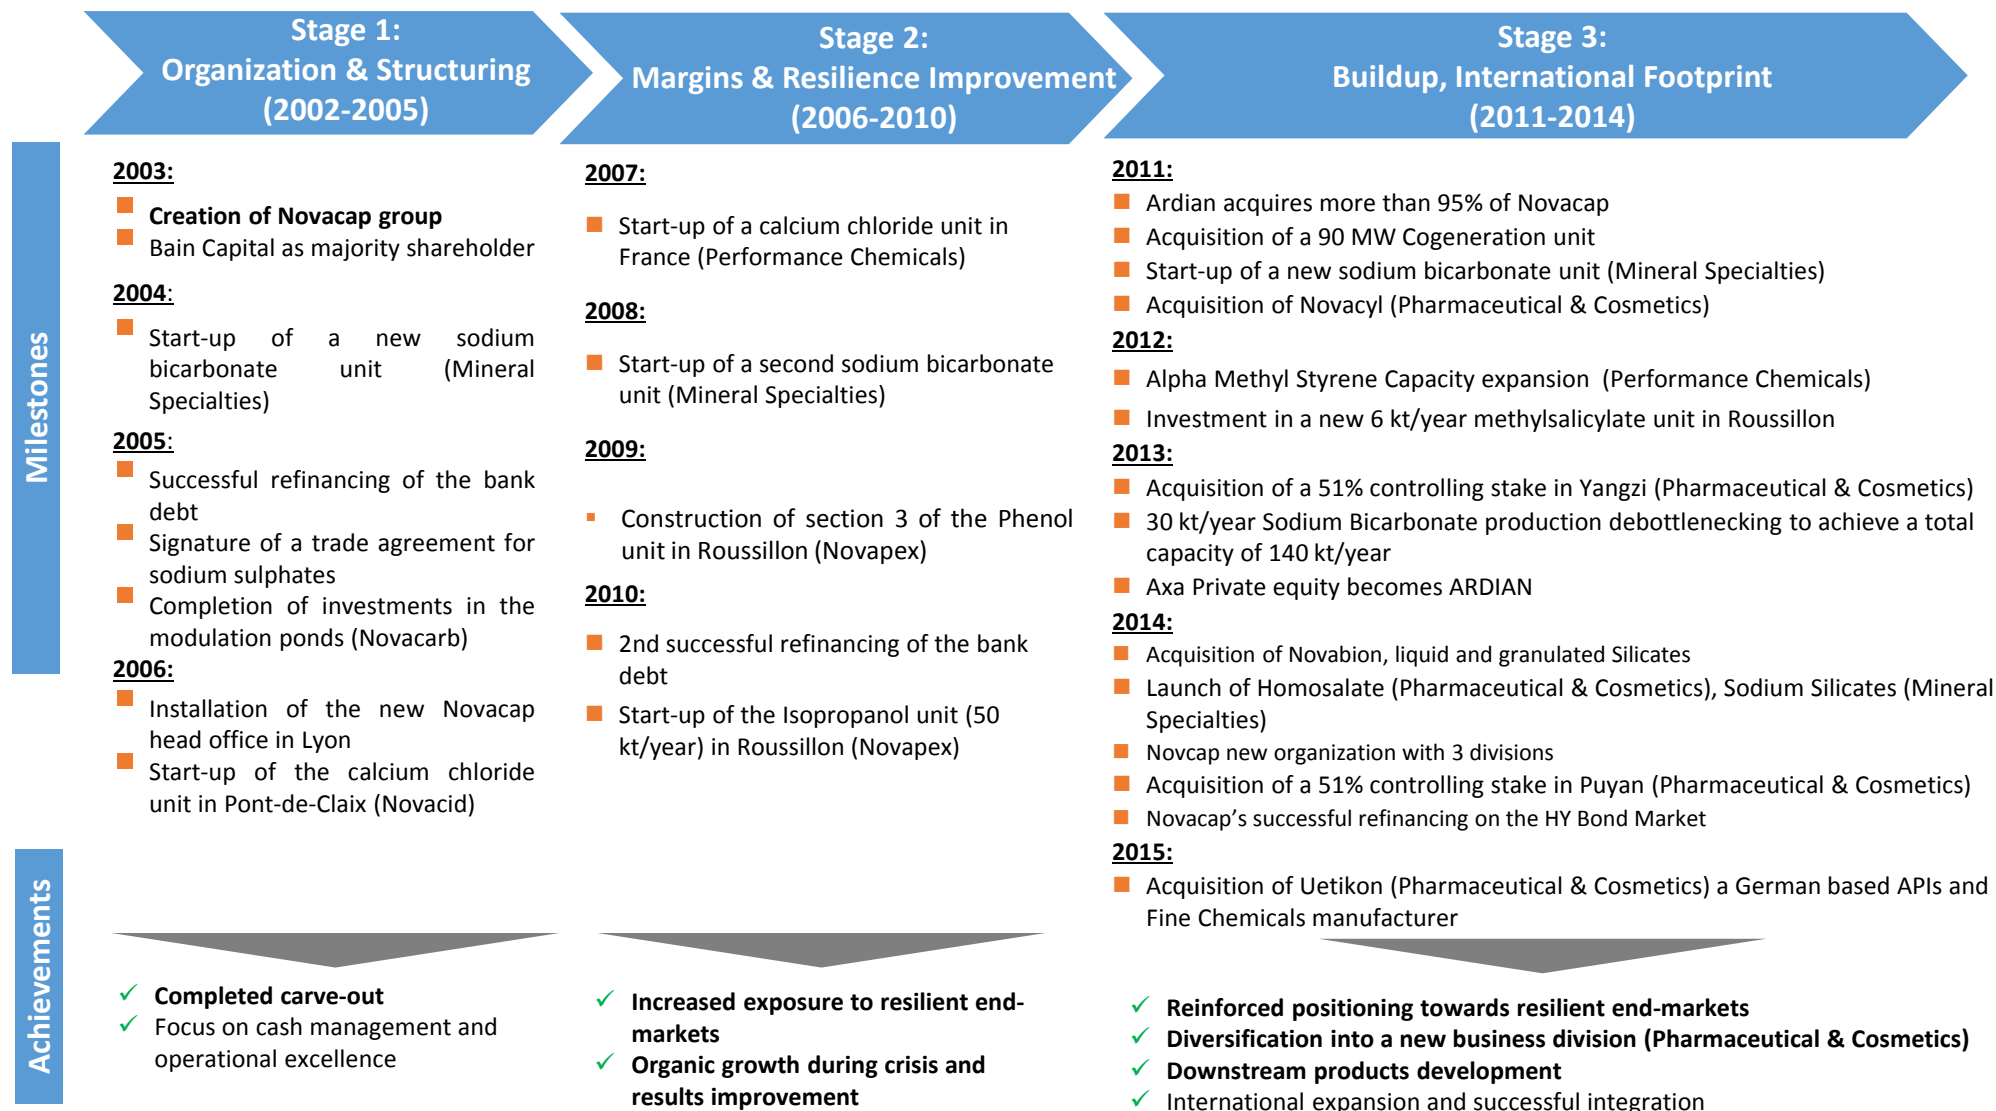 Stage 1:
Organization & Structuring
(2002-2005)
Stage 2:
Margins & Resilience Improvement
(2006-2010)
Stage 3:
Buildup, International Footprint
(2011-2014)
Milestones
2003:
Creation of Novacap group
Bain Capital as majority shareholder
2004:
Start-up of a new sodium
bicarbonate unit (Mineral
Specialties)
2005:
Successful refinancing of the bank
debt
Signature of a trade agreement for
sodium sulphates
Completion of investments in the
modulation ponds (Novacarb)
2006:
Installation of the new Novacap
head office in Lyon
Start-up of the calcium chloride
unit in Pont-de-Claix (Novacid)
2007:
Start-up of a calcium chloride unit in
France (Performance Chemicals)
2008:
Start-up of a second sodium bicarbonate
unit (Mineral Specialties)
2009:
Construction of section 3 of the Phenol
unit in Roussillon (Novapex)
2010:
2nd successful refinancing of the bank
debt
Start-up of the Isopropanol unit (50
kt/year) in Roussillon (Novapex)
2011:
Ardian acquires more than 95% of Novacap
Acquisition of a 90 MW Cogeneration unit
Start-up of a new sodium bicarbonate unit (Mineral Specialties)
Acquisition of Novacyl (Pharmaceutical & Cosmetics)
2012:
Alpha Methyl Styrene Capacity expansion (Performance Chemicals)
Investment in a new 6 kt/year methylsalicylate unit in Roussillon
2013:
Acquisition of a 51% controlling stake in Yangzi (Pharmaceutical & Cosmetics)
30 kt/year Sodium Bicarbonate production debottlenecking to achieve a total
capacity of 140 kt/year
Axa Private equity becomes ARDIAN
2014:
Acquisition of Novabion, liquid and granulated Silicates
Launch of Homosalate (Pharmaceutical & Cosmetics), Sodium Silicates (Mineral
Specialties)
Novcap new organization with 3 divisions
Acquisition of a 51% controlling stake in Puyan (Pharmaceutical & Cosmetics)
Novacap’s successful refinancing on the HY Bond Market
2015:
Acquisition of Uetikon (Pharmaceutical & Cosmetics) a German based APIs and
Fine Chemicals manufacturer
Achievements
✓ Completed carve-out
✓ Focus on cash management and
operational excellence
✓ Increased exposure to resilient end-
markets
✓ Organic growth during crisis and
results improvement
✓ Reinforced positioning towards resilient end-markets
✓ Diversification into a new business division (Pharmaceutical & Cosmetics)
✓ Downstream products development
✓ International expansion and successful integration